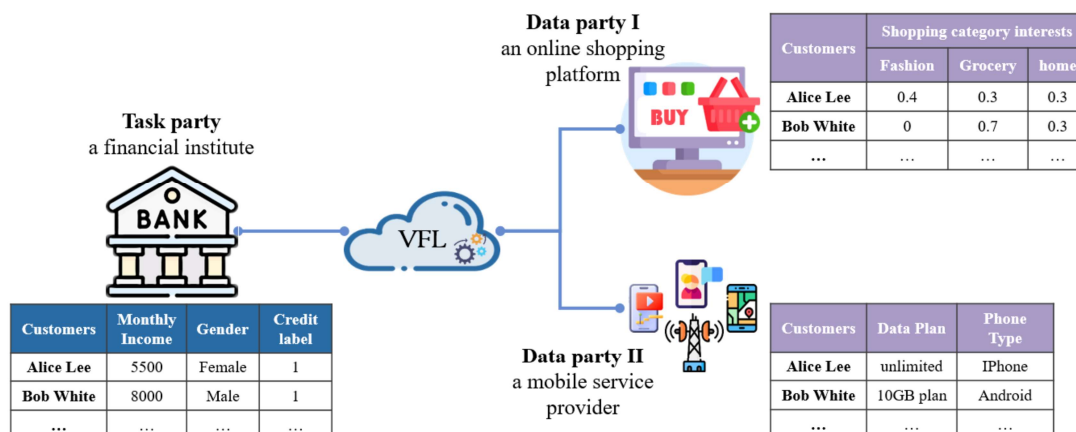 Data party I
an online shopping
platform
BUY
Customers
Shopping category interests
Fashion Grocery home
Alice Lee 0.4 0.3 0.3
Bob White 0 0.7 0.3
... ... ... ...
Task party
a financial institute
BANK
VFL
Customers Monthly Income Gender Credit label
Alice Lee 5500 Female 1
Bob White 8000 Male 1
... ... ... ...
Data party II
a mobile service
provider
Customers Data Plan Phone Type
Alice Lee unlimited IPhone
Bob White 10GB plan Android
... ... ...